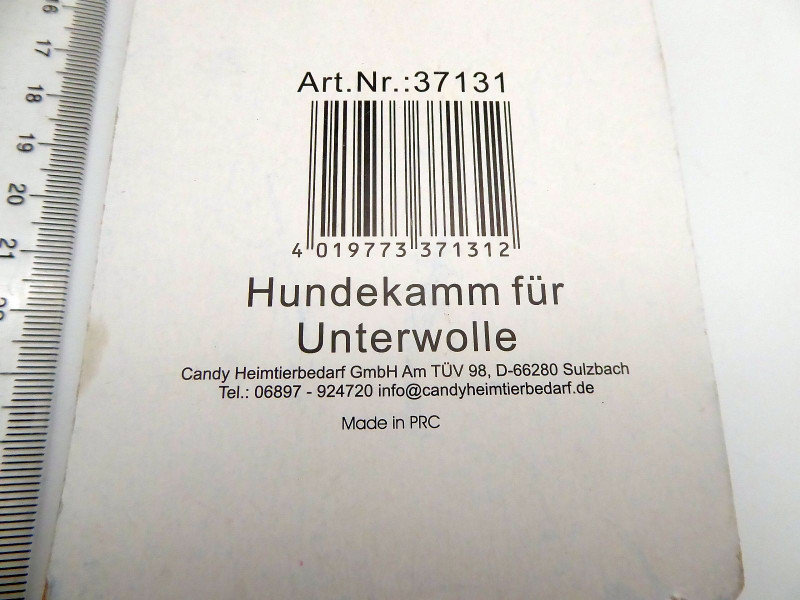 16
17
18
19
20
21
Art.Nr.:37131
4 019773 371312
Hundekamm für
Unterwolle
Candy Heimtierbedarf GmbH Am TÜV 98, D-66280 Sulzbach
Tel.: 06897 - 924720 info@candyheimtierbedarf.de
Made in PRC